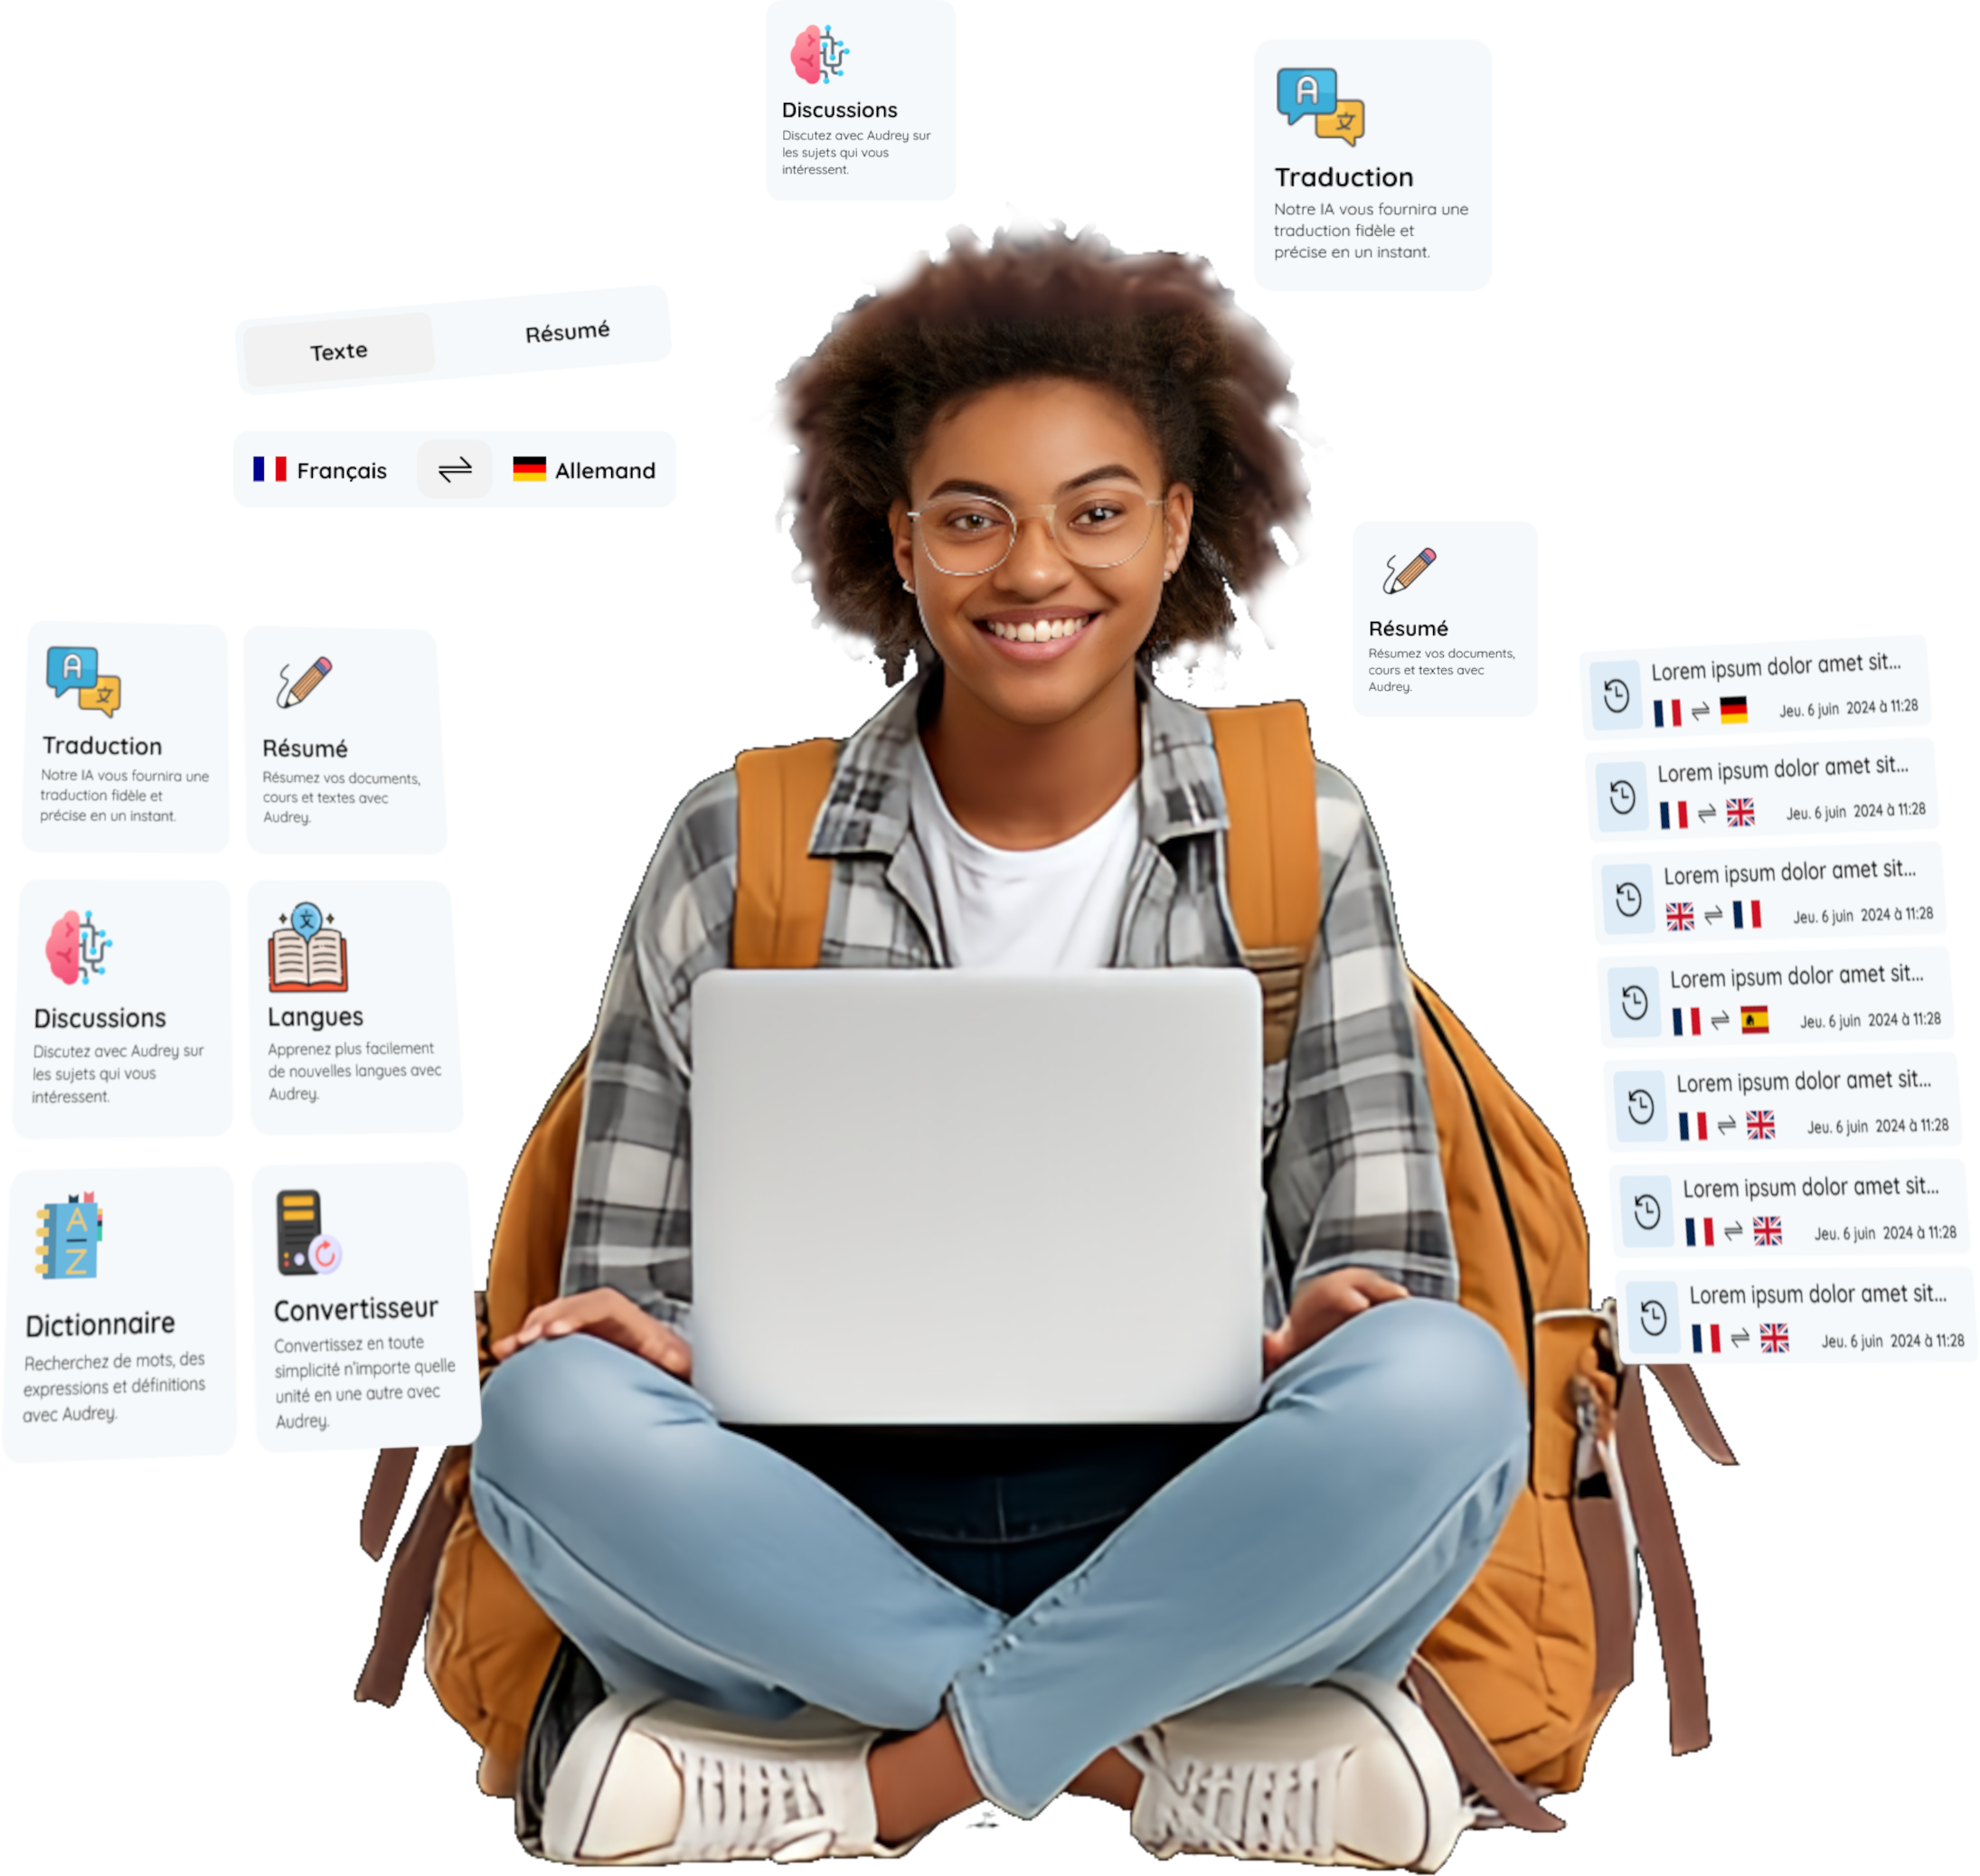 Discussions
Discutez avec Audrey sur
les sujets qui vous
intéressent.
Traduction
Notre IA vous fournira une
traduction fidèle et
précise en un instant.
Texte
Résumé
Français
Allemand
Résumé
Résumez vos documents,
cours et textes avec
Audrey.
Traduction
Notre IA vous fournira une
traduction fidèle et
précise en un instant.
Résumé
Résumez vos documents,
cours et textes avec
Audrey.
Discussions
Discutez avec Audrey sur
les sujets qui vous
intéressent.
Langues
Apprenez plus facilement
de nouvelles langues avec
Audrey.
Dictionnaire
Recherchez de mots, des
expressions et définitions
avec Audrey.
Convertisseur
Convertissez en toute
simplicité n'importe quelle
unité en une autre avec
Audrey.
Lorem ipsum dolor amet sit...
Jeu. 6 juin 2024 à 11:28
Lorem ipsum dolor amet sit...
Jeu. 6 juin 2024 à 11:28
Lorem ipsum dolor amet sit...
Jeu. 6 juin 2024 à 11:28
Lorem ipsum dolor amet sit...
Jeu. 6 juin 2024 à 11:28
Lorem ipsum dolor amet sit...
Jeu. 6 juin 2024 à 11:28
Lorem ipsum dolor amet sit...
Jeu. 6 juin 2024 à 11:28
Lorem ipsum dolor amet sit...
Jeu. 6 juin 2024 à 11:28